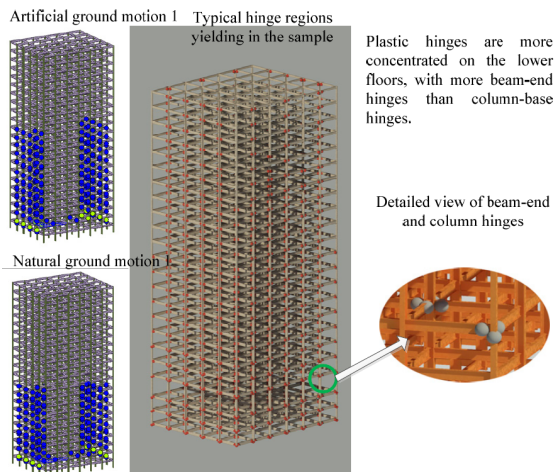 Artificial ground motion 1
Typical hinge regions
yielding in the sample
Plastic hinges are more
concentrated on the lower
floors, with more beam-end
hinges than column-base
hinges.
Detailed view of beam-end
and column hinges
Natural ground motion 1